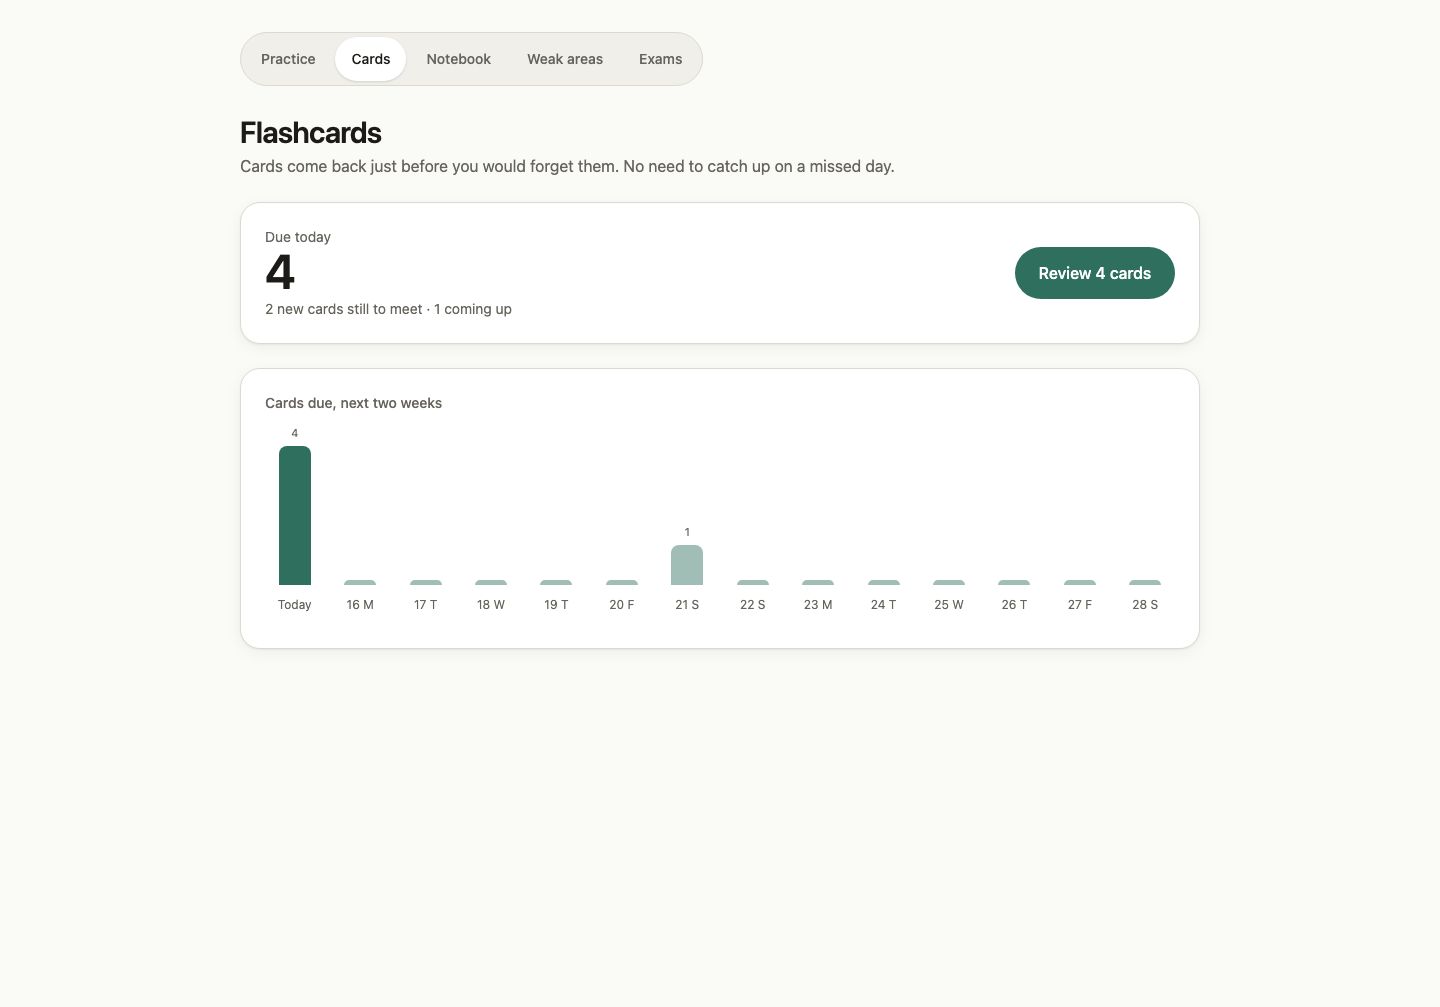 Practice
Cards
Notebook
Weak areas
Exams
Flashcards
Cards come back just before you would forget them. No need to catch up on a missed day.
Due today
4
2 new cards still to meet · 1 coming up
Review 4 cards
Cards due, next two weeks
4
1
Today
16 M
17 T
18 W
19 T
20 F
21 S
22 S
23 M
24 T
25 W
26 T
27 F
28 S